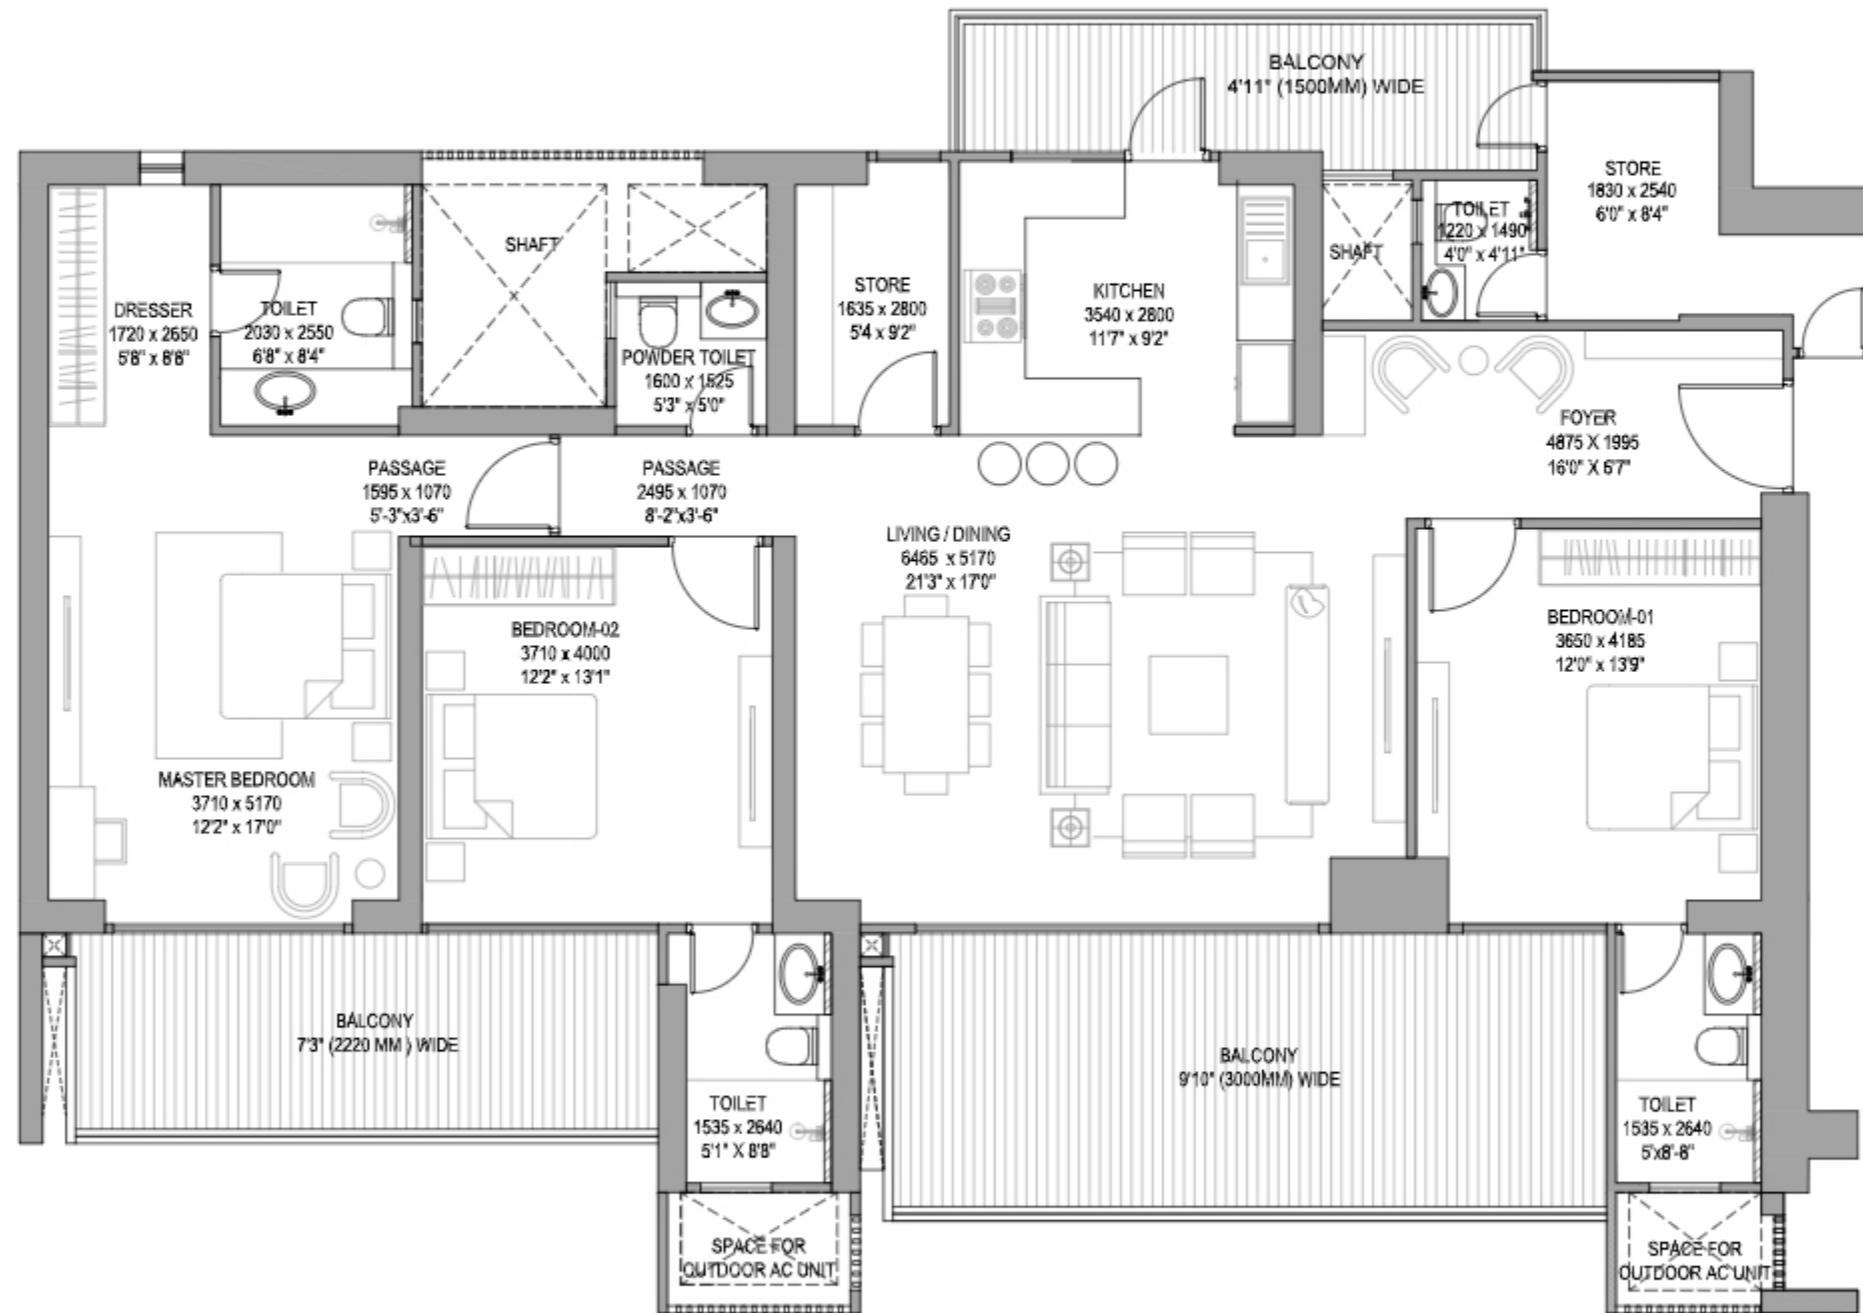 BALCONY
4'11" (1500MM) WIDE
STORE
1830 x 2540
6'0" x 8'4"
TOILET
1220 x 1490
4'0" x 4'11"
SHAFT
SHAFT
DRESSER
1720 x 2650
5'8" x 8'8"
TOILET
2030 x 2550
6'8" x 8'4"
POWDER TOILET
1600 x 1525
5'3" x 5'0"
STORE
1635 x 2800
5'4 x 9'2"
KITCHEN
3540 x 2800
11'7" x 9'2"
FOYER
4875 X 1995
16'0" X 6'7"
PASSAGE
1595 x 1070
5'-3"x3'-6"
PASSAGE
2495 x 1070
8'-2"x3'-6"
LIVING / DINING
6465 x 5170
21'3" x 17'0"
BEDROOM-02
3710 x 4000
12'2" x 13'1"
BEDROOM-01
3650 x 4185
12'0" x 13'9"
MASTER BEDROOM
3710 x 5170
12'2" x 17'0"
BALCONY
7'3" (2220 MM ) WIDE
BALCONY
9'10" (3000MM) WIDE
TOILET
1535 x 2640
5'1" X 8'8"
TOILET
1535 x 2640
5'x8'-8"
SPACE FOR
OUTDOOR AC UNIT
SPACE FOR
OUTDOOR AC UNIT